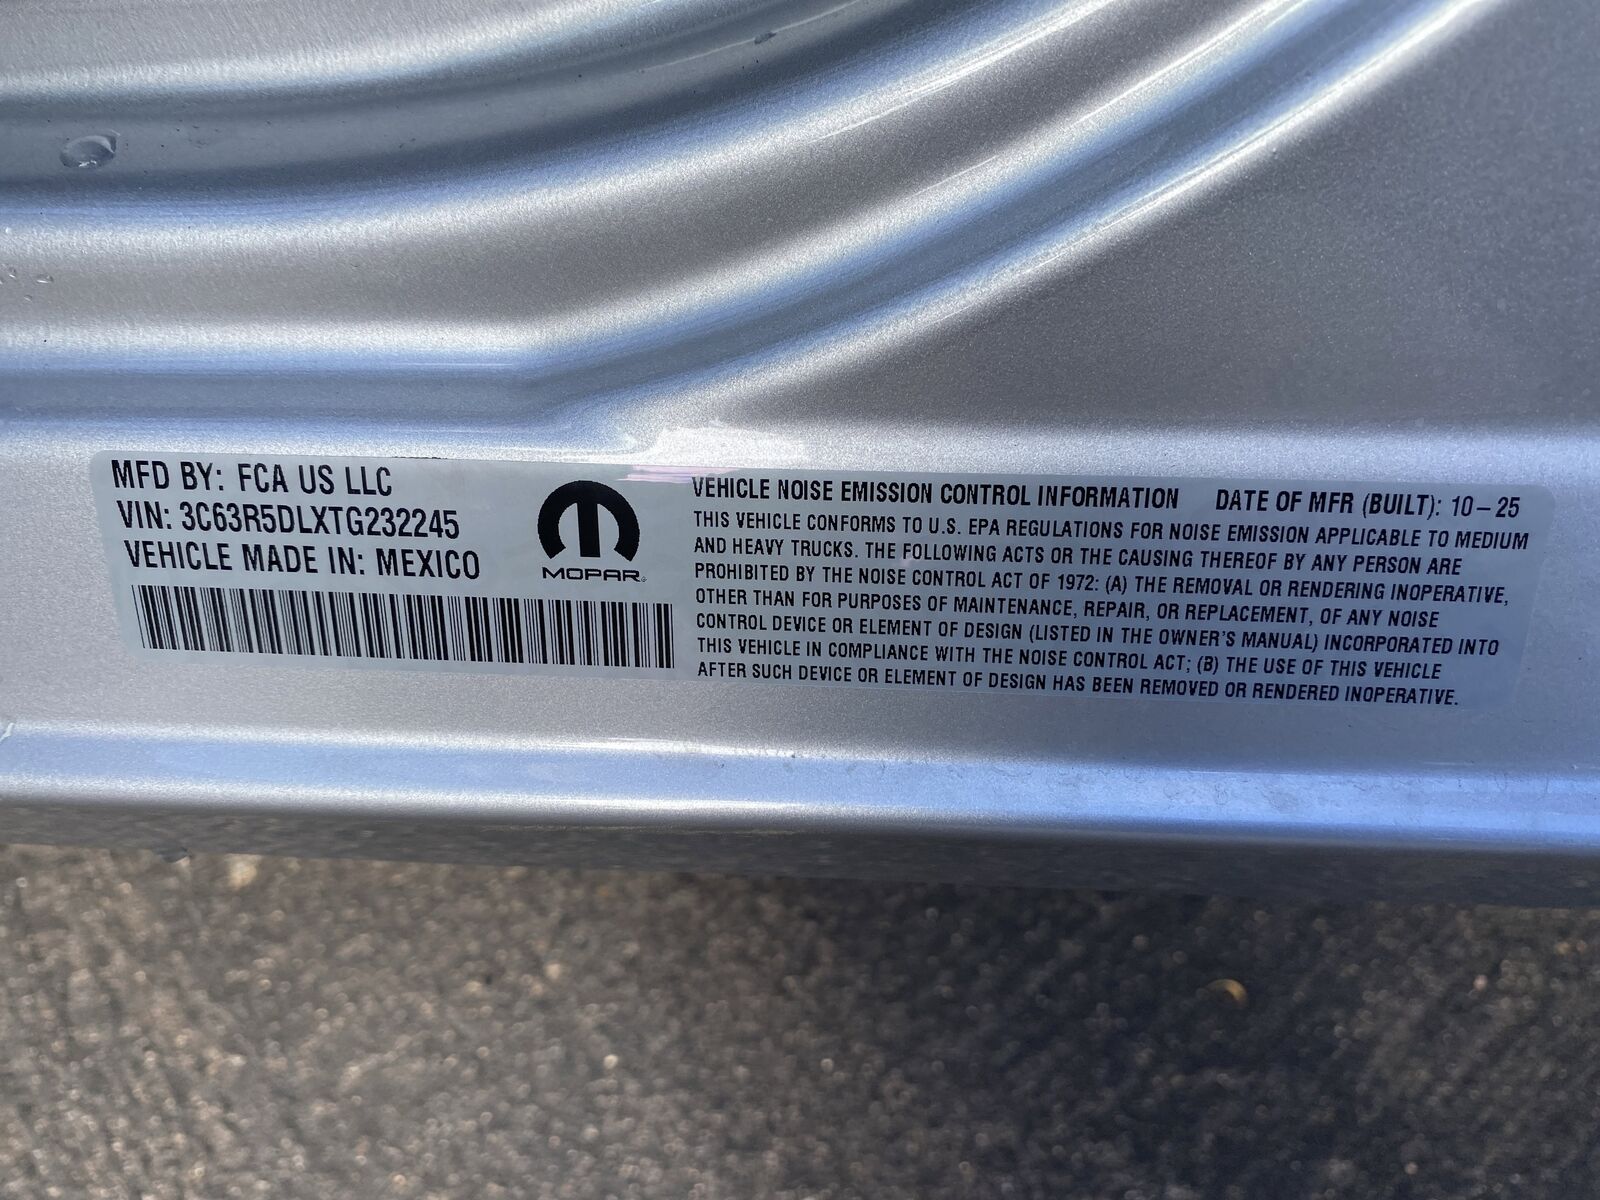 MFD BY: FCA US LLC
VIN: 3C63R5DLXTG232245
VEHICLE MADE IN: MEXICO
MOPAR
VEHICLE NOISE EMISSION CONTROL INFORMATION DATE OF MFR (BUILT): 10-25
THIS VEHICLE CONFORMS TO U.S. EPA REGULATIONS FOR NOISE EMISSION APPLICABLE TO MEDIUM
AND HEAVY TRUCKS. THE FOLLOWING ACTS OR THE CAUSING THEREOF BY ANY PERSON ARE
PROHIBITED BY THE NOISE CONTROL ACT OF 1972: (A) THE REMOVAL OR RENDERING INOPERATIVE,
OTHER THAN FOR PURPOSES OF MAINTENANCE, REPAIR, OR REPLACEMENT, OF ANY NOISE
CONTROL DEVICE OR ELEMENT OF DESIGN (LISTED IN THE OWNER'S MANUAL) INCORPORATED INTO
THIS VEHICLE IN COMPLIANCE WITH THE NOISE CONTROL ACT; (B) THE USE OF THIS VEHICLE
AFTER SUCH DEVICE OR ELEMENT OF DESIGN HAS BEEN REMOVED OR RENDERED INOPERATIVE.